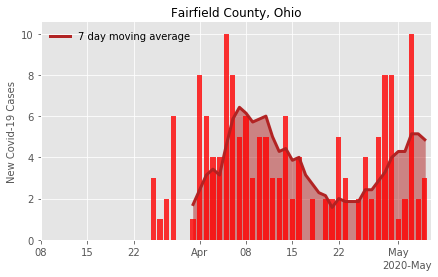 Fairfield County, Ohio
7 day moving average
New Covid-19 Cases
10
8
6
4
2
0
08 15 22 Apr 08 15 22 May
2020-May